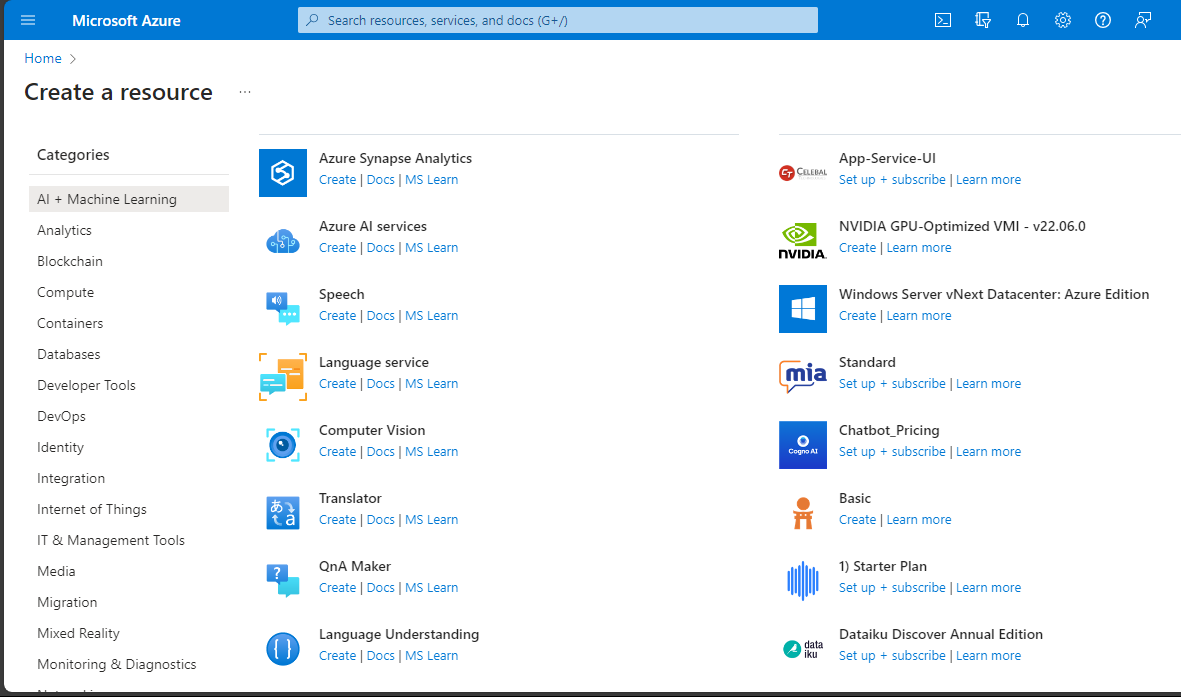 Microsoft Azure
Search resources, services, and docs (G+/)
Home
Create a resource ...
Categories
AI + Machine Learning
Analytics
Blockchain
Compute
Containers
Databases
Developer Tools
DevOps
Identity
Integration
Internet of Things
IT & Management Tools
Media
Migration
Mixed Reality
Monitoring & Diagnostics
Azure Synapse Analytics
Create | Docs | MS Learn
Azure AI services
Create | Docs | MS Learn
Speech
Create | Docs | MS Learn
Language service
Create | Docs | MS Learn
Computer Vision
Create | Docs | MS Learn
あ
a
Translator
Create | Docs | MS Learn
?
QnA Maker
Create | Docs | MS Learn
{ }
Language Understanding
Create | Docs | MS Learn
CT CELEBAL
App-Service-UI
Set up + subscribe | Learn more
NVIDIA.
NVIDIA GPU-Optimized VMI - v22.06.0
Create | Learn more
Windows Server vNext Datacenter: Azure Edition
Create | Learn more
mia
Standard
Set up + subscribe | Learn more
Cogno AI
Chatbot_Pricing
Set up + subscribe | Learn more
Basic
Create | Learn more
1) Starter Plan
Set up + subscribe | Learn more
data
iku
Dataiku Discover Annual Edition
Set up + subscribe | Learn more